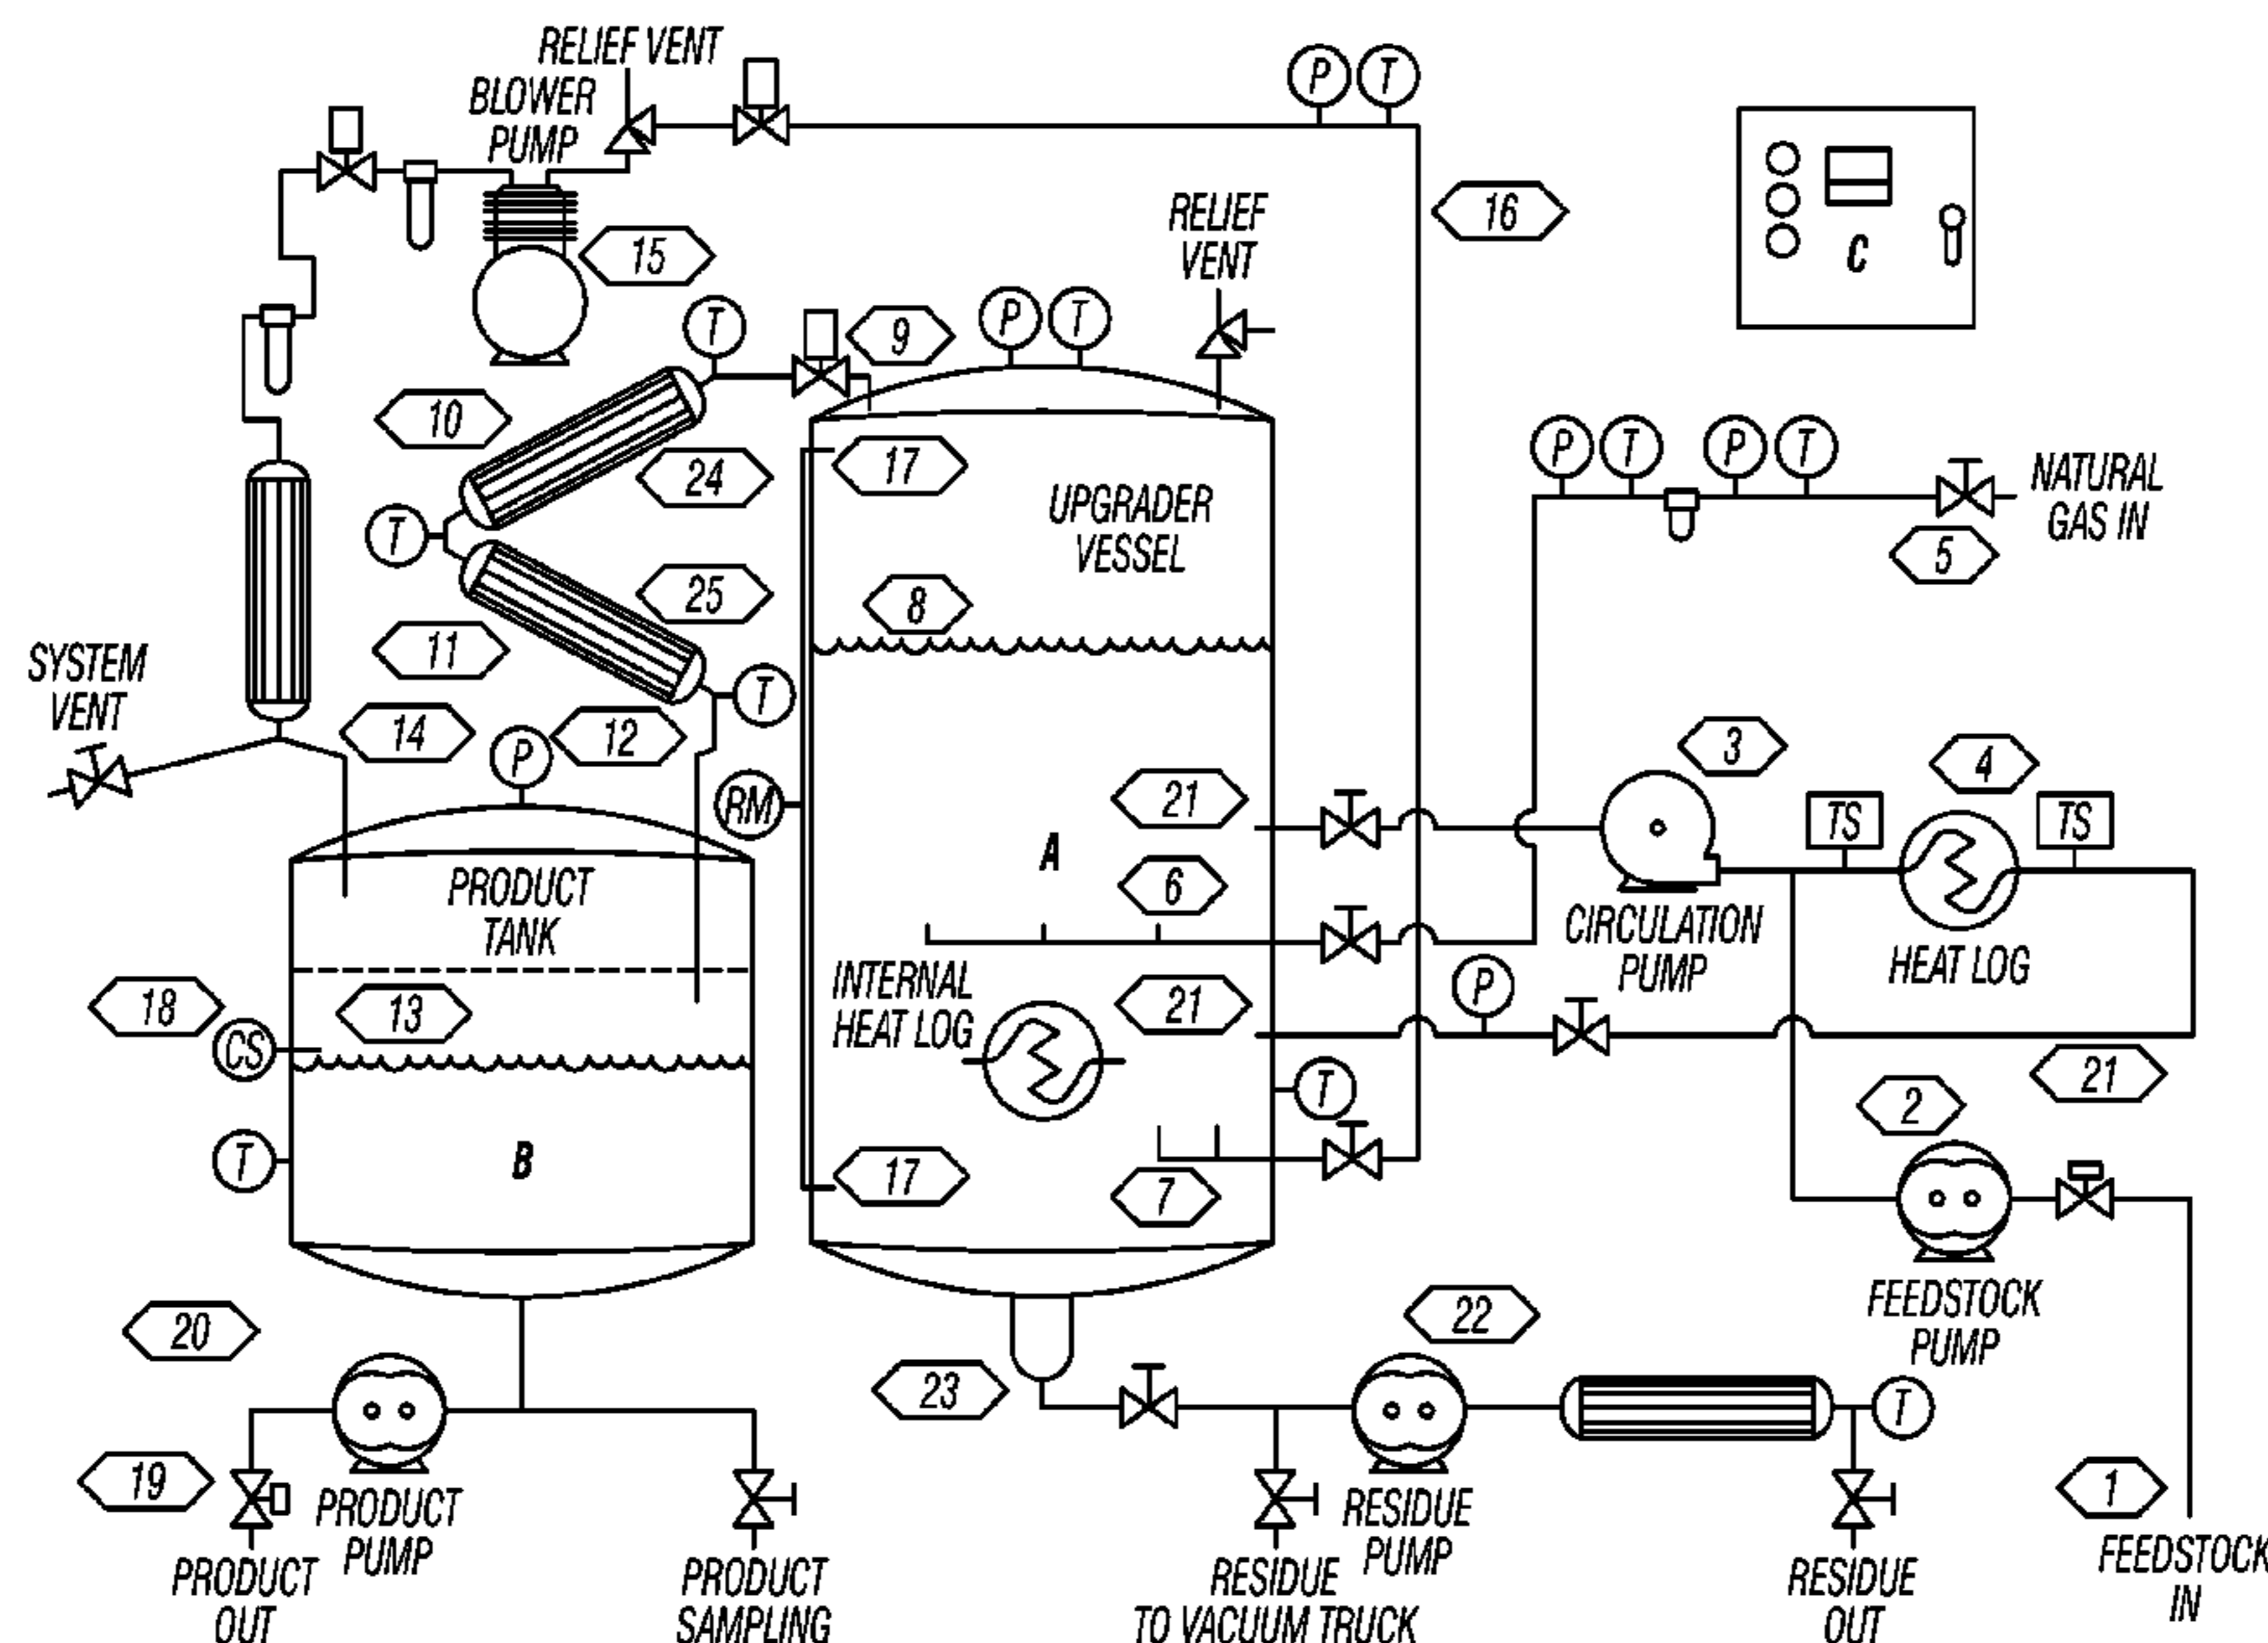 RELIEF VENT
BLOWER
PUMP
P
T
15
16
C
RELIEF
VENT
T
9
P
T
10
24
17
UPGRADER
VESSEL
P
T
P
T
NATURAL
GAS IN
5
T
25
8
11
SYSTEM
VENT
14
12
T
P
RM
21
3
4
TS
TS
A
6
CIRCULATION
PUMP
HEAT LOG
PRODUCT
TANK
18
13
CS
INTERNAL
HEAT LOG
21
P
21
T
2
T
B
17
7
FEEDSTOCK
PUMP
20
22
23
T
19
PRODUCT
PUMP
PRODUCT
OUT
PRODUCT
SAMPLING
RESIDUE
PUMP
RESIDUE
TO VACUUM TRUCK
RESIDUE
OUT
1
FEEDSTOCK
IN